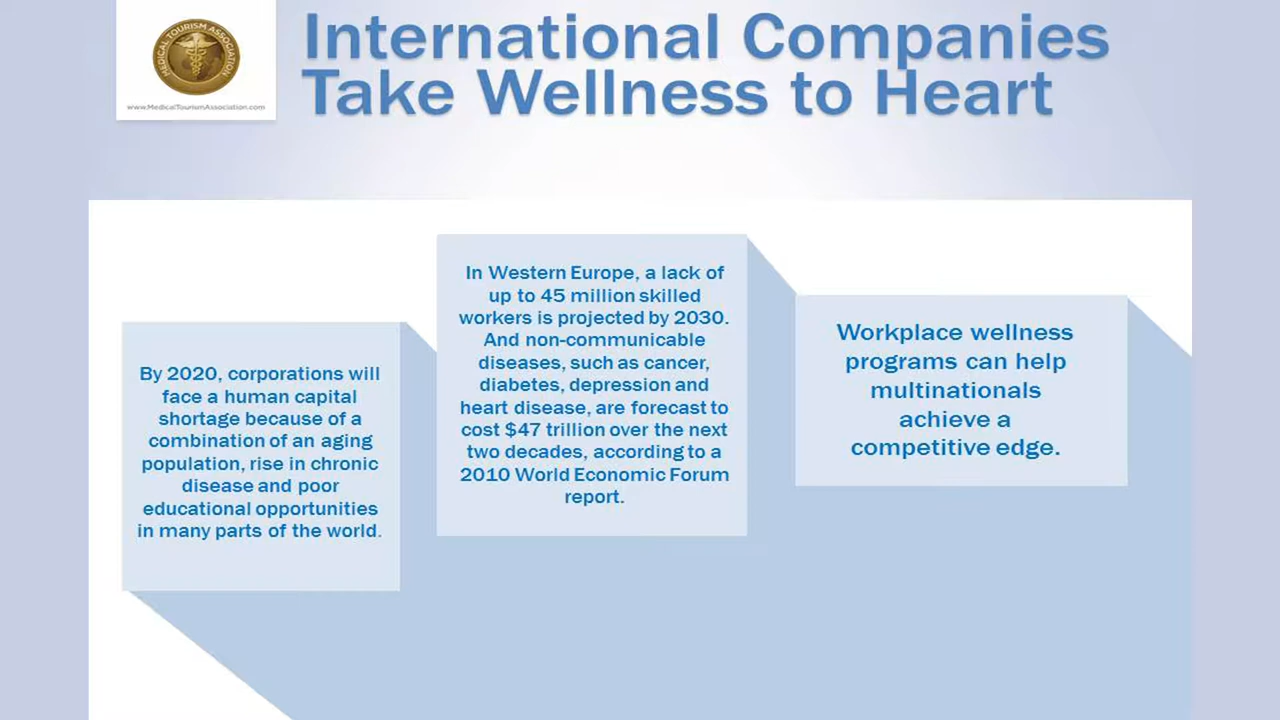 MEDICAL TOURISM ASSOCIATION
www.MedicalTourismAssociation.com
International Companies
Take Wellness to Heart
By 2020, corporations will
face a human capital
shortage because of a
combination of an aging
population, rise in chronic
disease and poor
educational opportunities
in many parts of the world.
In Western Europe, a lack of
up to 45 million skilled
workers is projected by 2030.
And non-communicable
diseases, such as cancer,
diabetes, depression and
heart disease, are forecast to
cost $47 trillion over the next
two decades, according to a
2010 World Economic Forum
report.
Workplace wellness
programs can help
multinationals
achieve a
competitive edge.